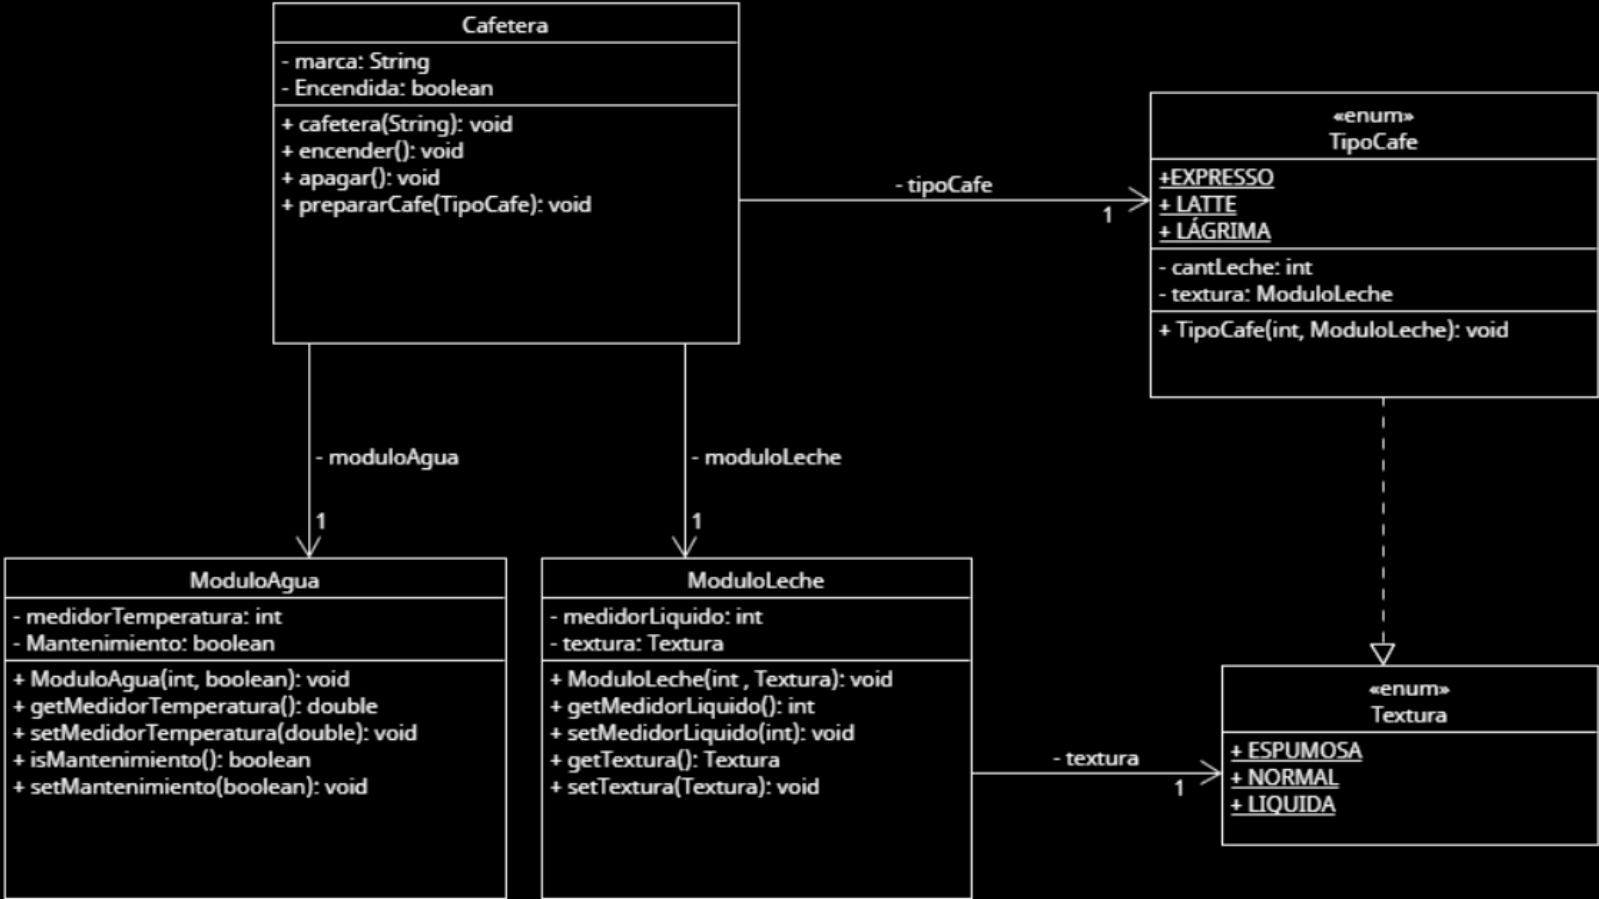 Cafetera
- marca: String
- Encendida: boolean
+ cafetera(String): void
+ encender(): void
+ apagar(): void
+ prepararCafe(TipoCafe): void
- tipoCafe
1
«enum»
TipoCafe
+EXPRESSO
+ LATTE
+ LÁGRIMA
- cantLeche: int
- textura: ModuloLeche
+ TipoCafe(int, ModuloLeche): void
- moduloAgua
1
- moduloLeche
1
ModuloAgua
- medidorTemperatura: int
- Mantenimiento: boolean
+ ModuloAgua(int, boolean): void
+ getMedidorTemperatura(): double
+ setMedidorTemperatura(double): void
+ isMantenimiento(): boolean
+ setMantenimiento(boolean): void
ModuloLeche
- medidorLiquido: int
- textura: Textura
+ ModuloLeche(int , Textura): void
+ getMedidorLiquido(): int
+ setMedidorLiquido(int): void
+ getTextura(): Textura
+ setTextura(Textura): void
- textura
1
«enum»
Textura
+ ESPUMOSA
+ NORMAL
+ LIQUIDA